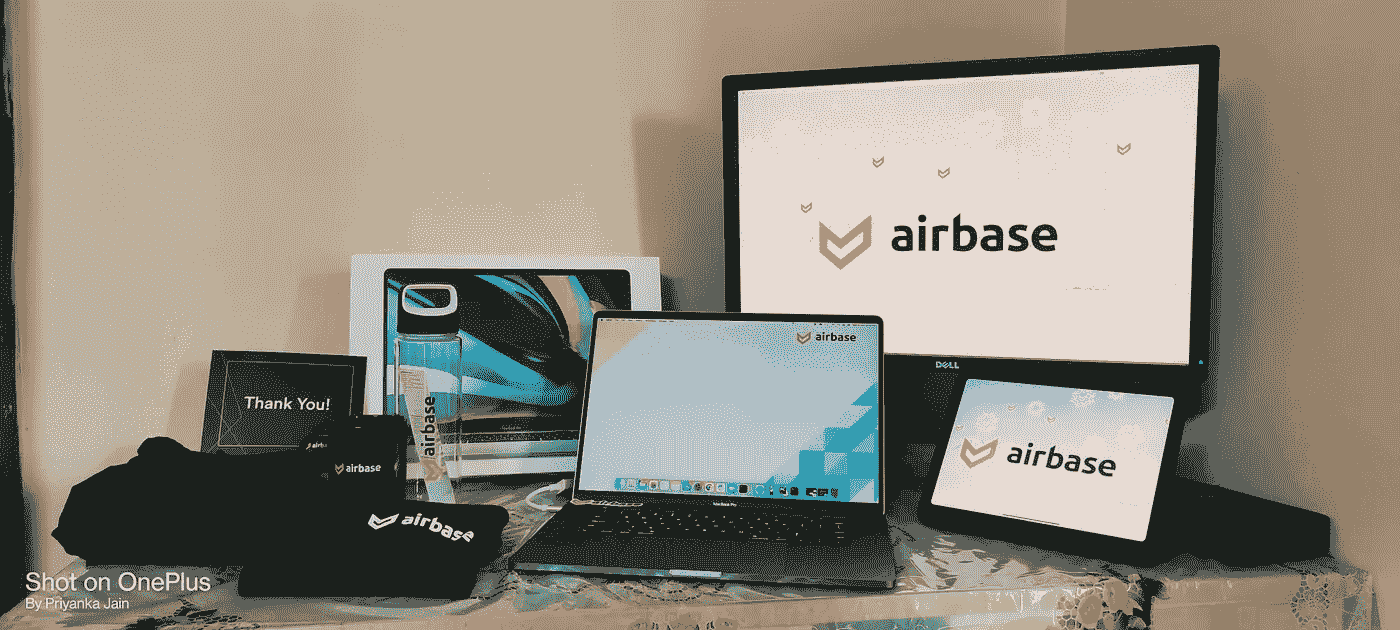 airbase
DELL
airbase
MacBook Pro
airbase
airbase
Thank You!
airbase
airbase
Shot on OnePlus
By Priyanka Jain